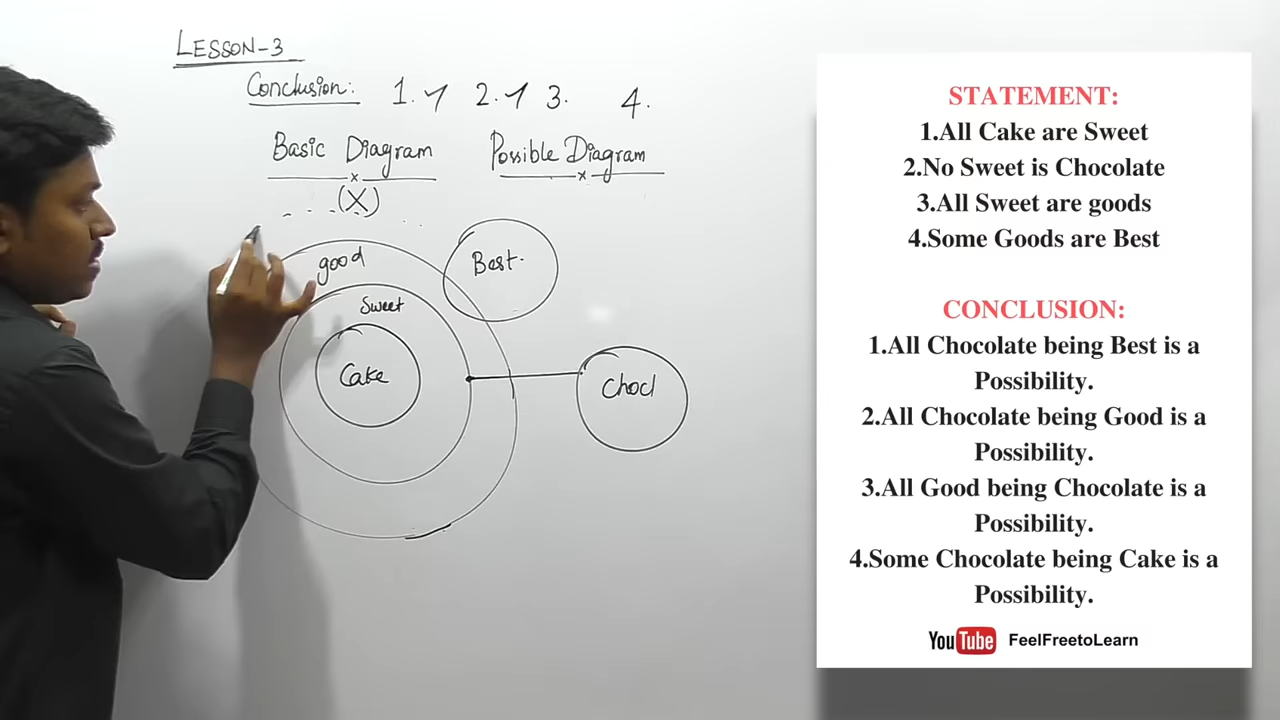 LESSON-3
Conclusion: 1. ✓ 2. ✓ 3. 4.
Basic Diagram Possible Diagram
(X)
good
Best.
Sweet
Cake
Chocl
STATEMENT:
1.All Cake are Sweet
2.No Sweet is Chocolate
3.All Sweet are goods
4.Some Goods are Best
CONCLUSION:
1.All Chocolate being Best is a
Possibility.
2.All Chocolate being Good is a
Possibility.
3.All Good being Chocolate is a
Possibility.
4.Some Chocolate being Cake is a
Possibility.
YouTube FeelFreetoLearn